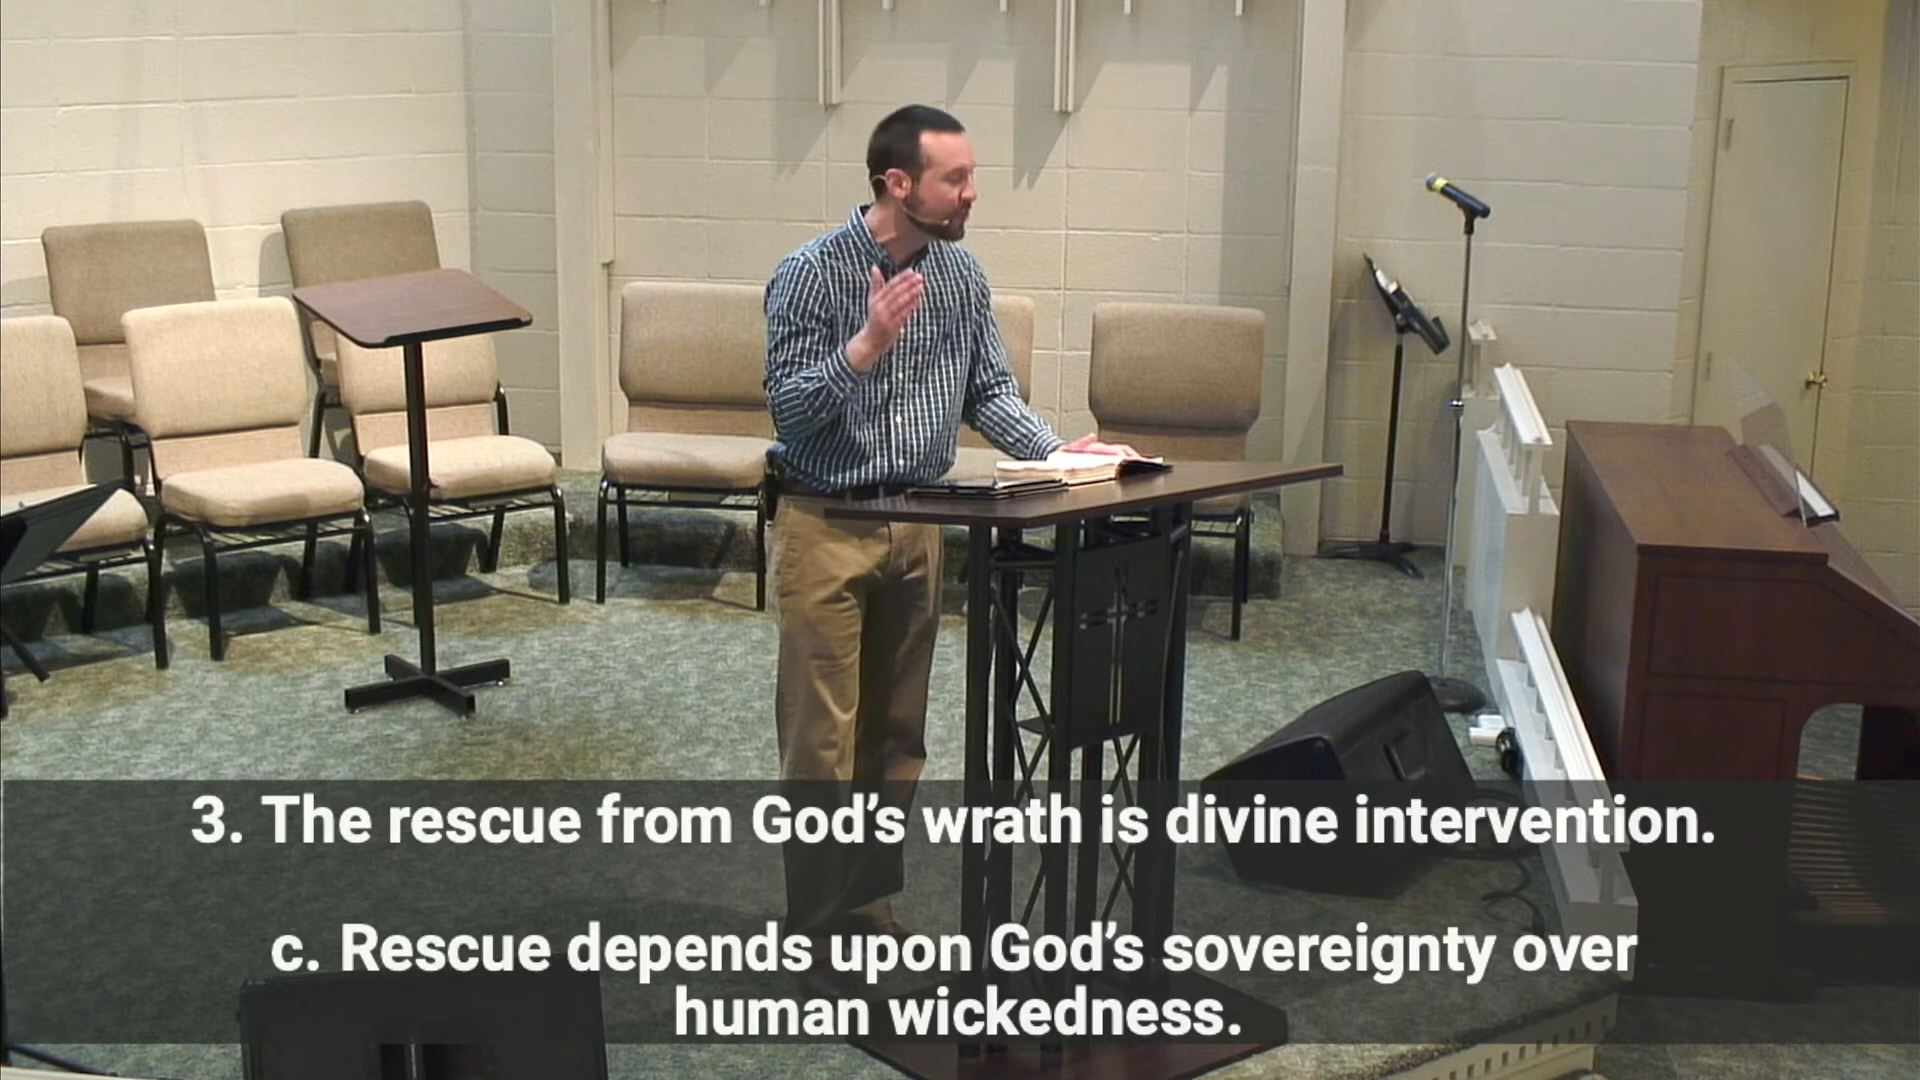 3. The rescue from God’s wrath is divine intervention.
c. Rescue depends upon God’s sovereignty over
human wickedness.